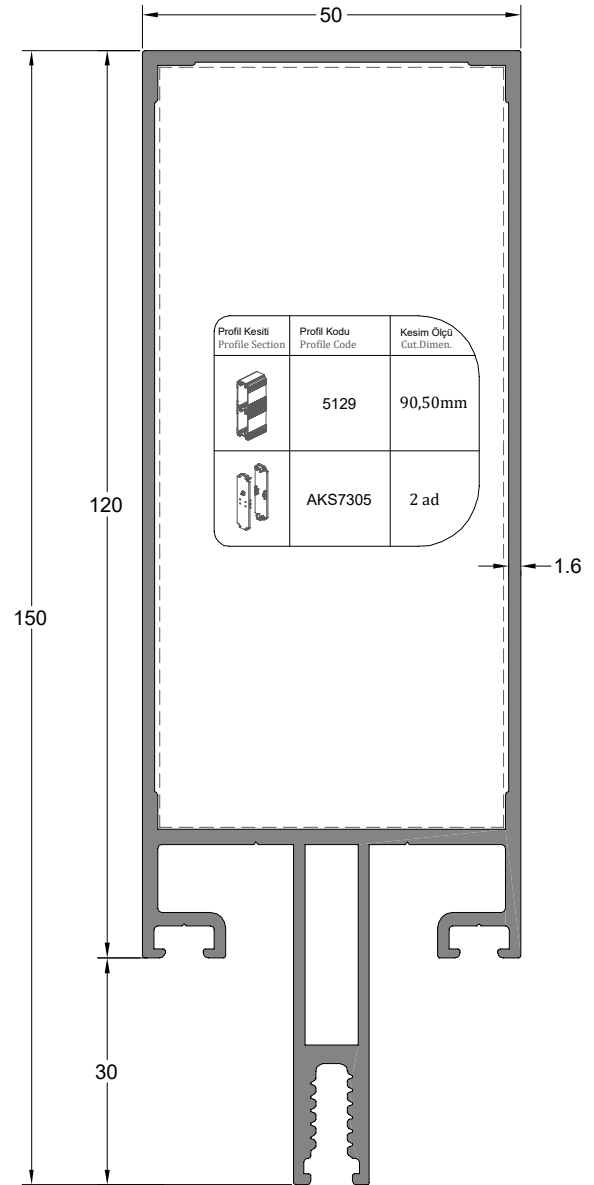 50
Profil Kesiti
Profile Section
Profil Kodu
Profile Code
Kesim Ölçü
Cut.Dimen.
5129
90,50mm
AKS7305
2 ad
120
1.6
150
30